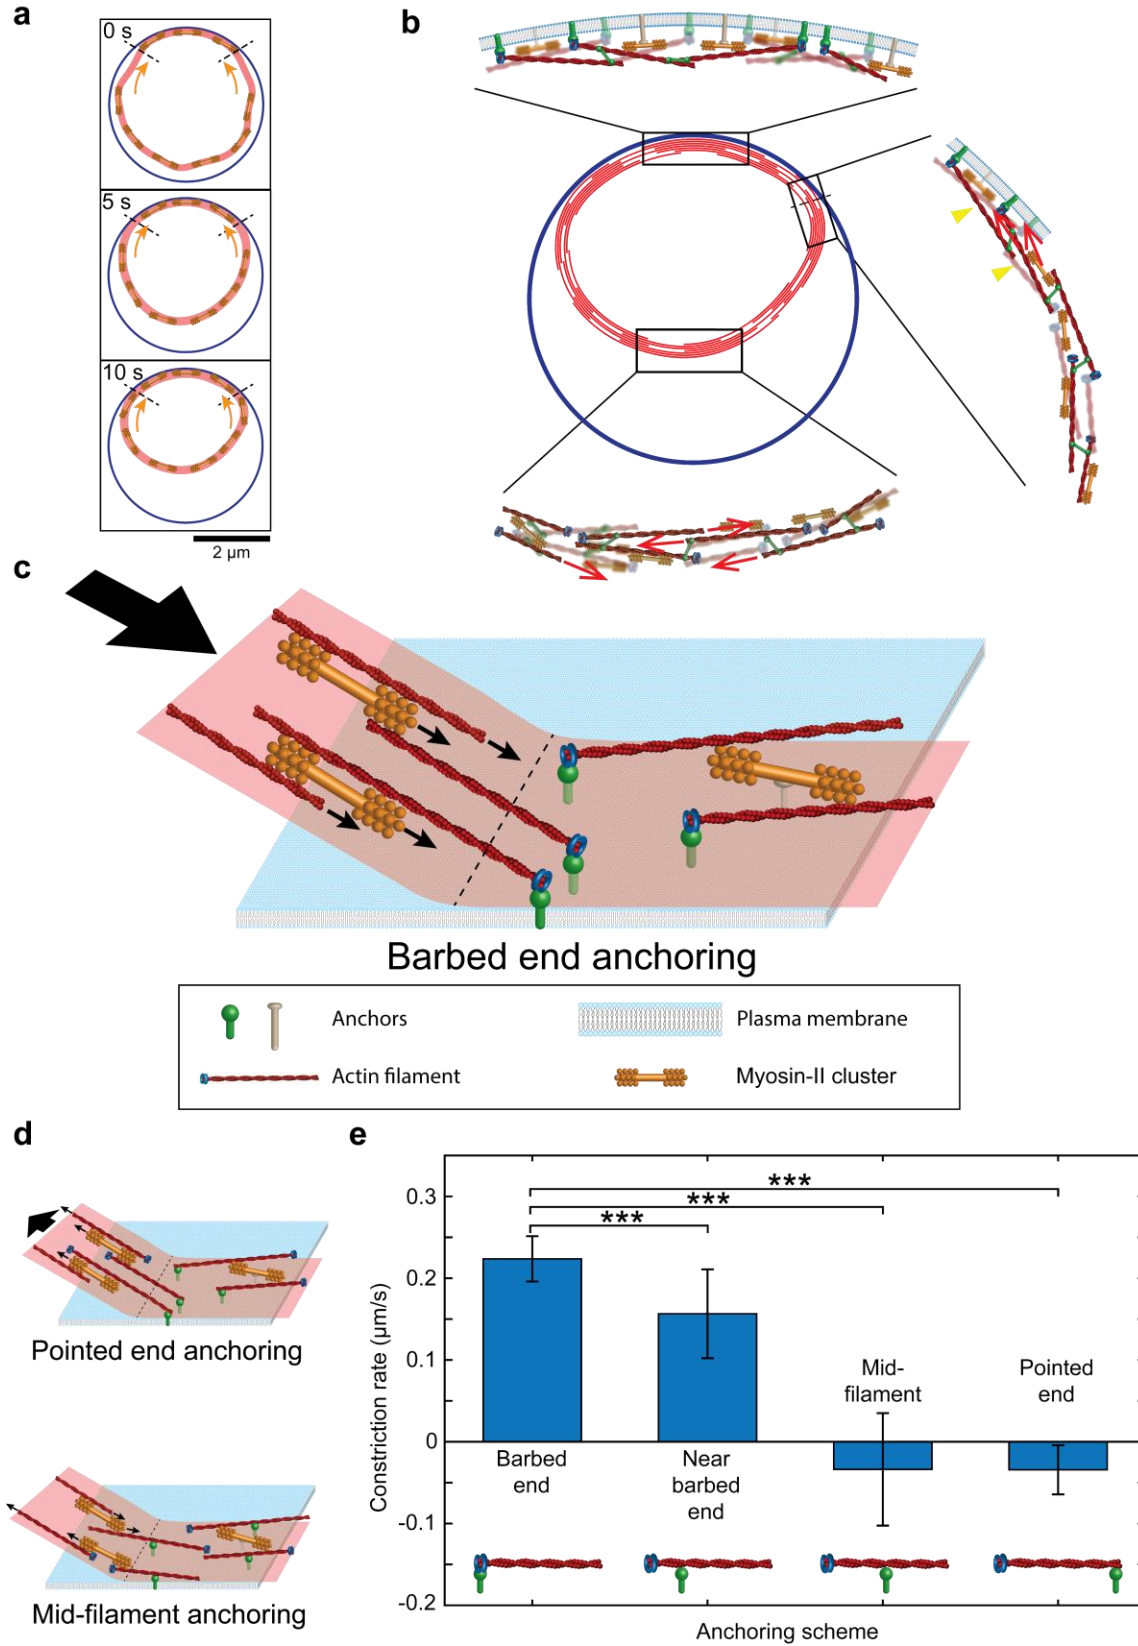 a
0 s
5 s
10 s
2 µm
b
c
Barbed end anchoring
Anchors
Plasma membrane
Actin filament
Myosin-II cluster
d
Pointed end anchoring
Mid-filament anchoring
e
Constriction rate (µm/s)
0.3
0.2
0.1
0
-0.1
-0.2
***
***
***
Barbed
end
Near
barbed
end
Mid-
filament
Pointed
end
Anchoring scheme